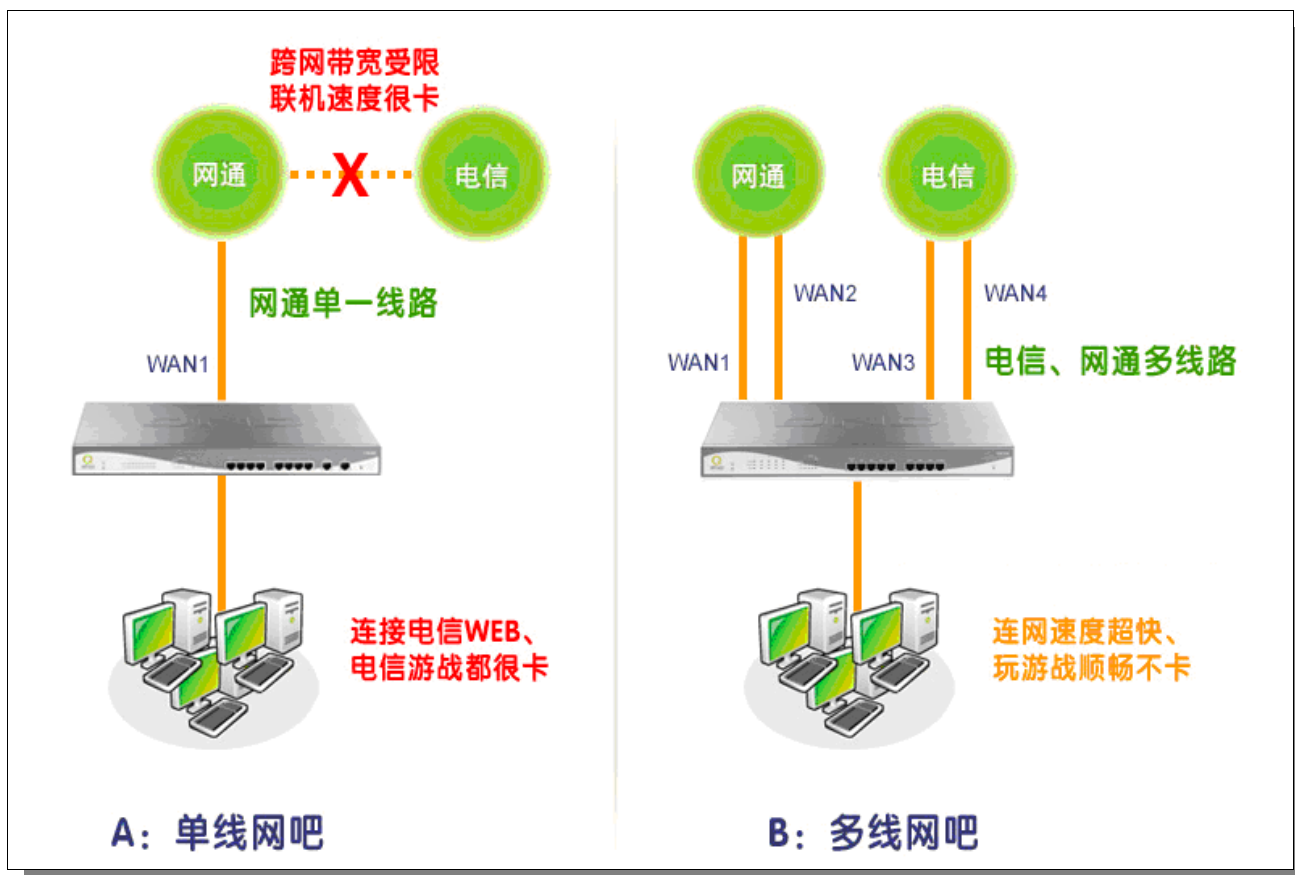 跨网带宽受限
联机速度很卡
网通
X
电信
网通单一线路
WAN1
连接电信WEB、
电信游战都很卡
A：单线网吧
网通
电信
WAN2
WAN4
WAN1
WAN3
电信、网通多线路
连网速度超快、
玩游战顺畅不卡
B：多线网吧